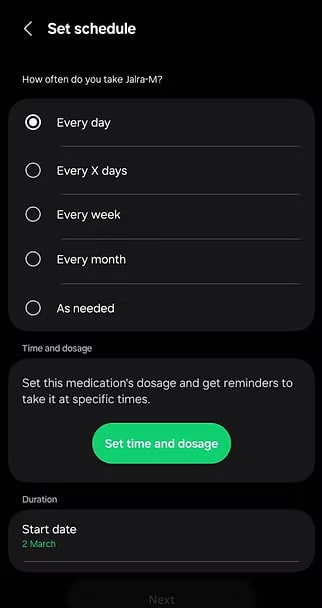 Set schedule
How often do you take Jalra-M?
Every day
Every X days
Every week
Every month
As needed
Time and dosage
Set this medication's dosage and get reminders to
take it at specific times.
Set time and dosage
Duration
Start date
2 March
Next